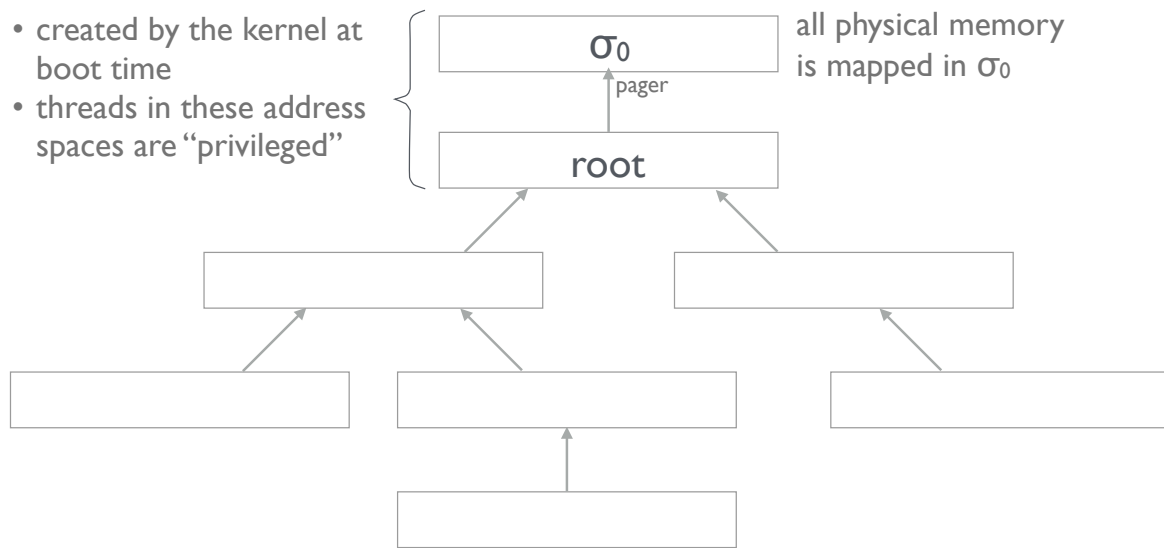 • created by the kernel at
boot time
• threads in these address
spaces are “privileged”
σ₀
pager
root
all physical memory
is mapped in σ₀